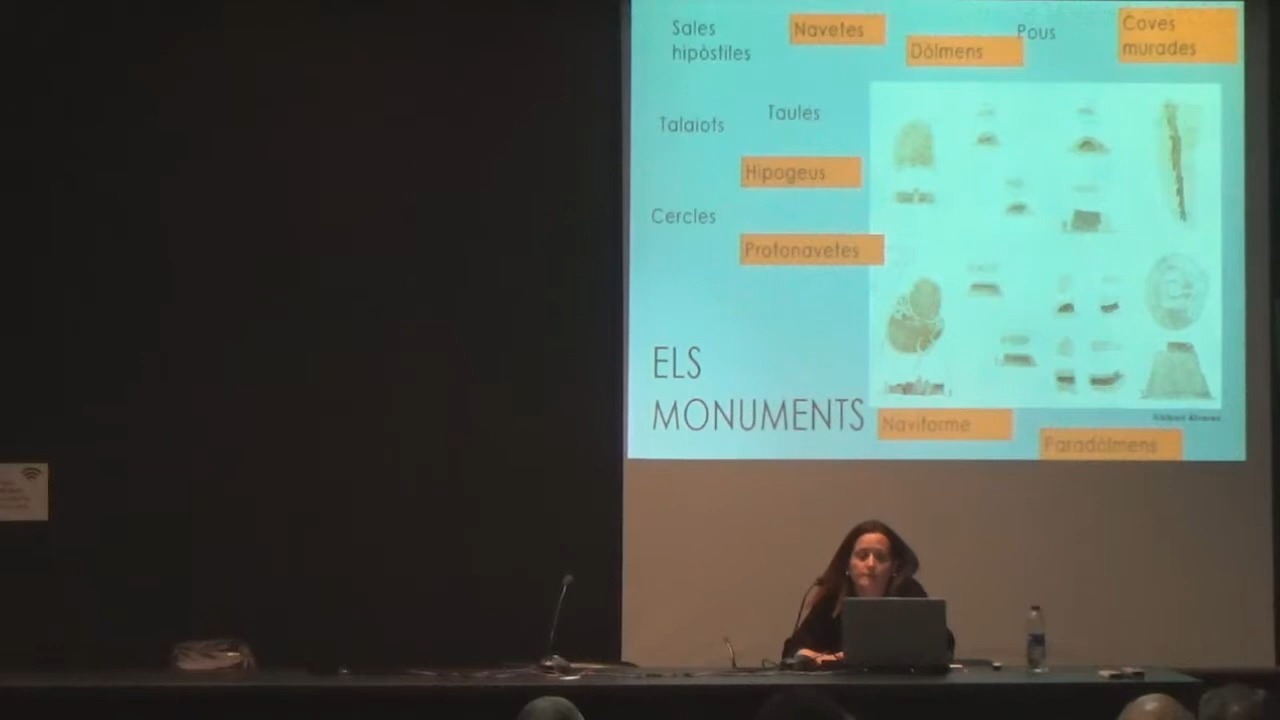 Sales
hipòstiles
Navetes
Dòlmens
Pous
Coves
murades
Talaiots
Taules
Hipogeus
Cercles
Protonavetes
ELS
MONUMENTS
Naviforme
Paradòlmens